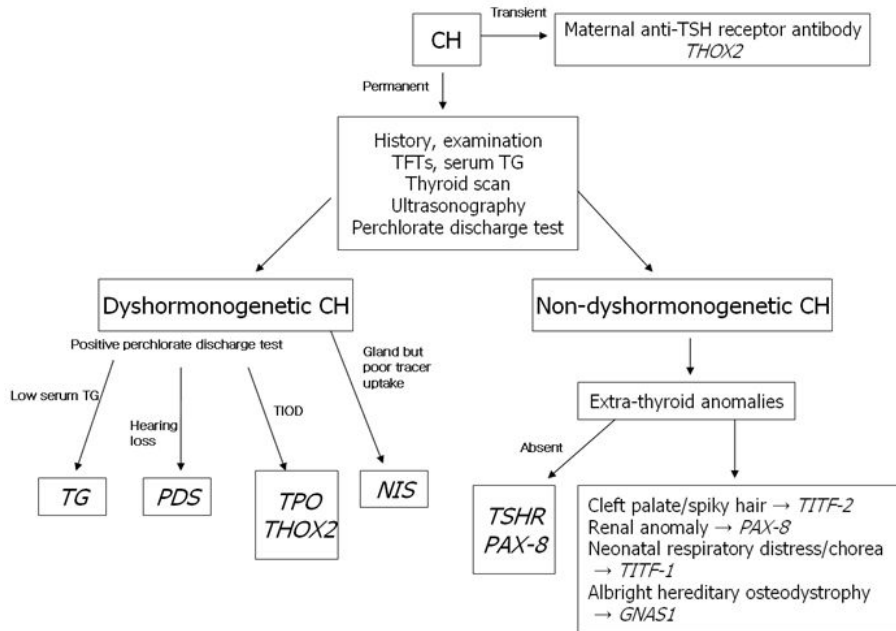 Transient
CH
Maternal anti-TSH receptor antibody
THOX2
Permanent
History, examination
TFTs, serum TG
Thyroid scan
Ultrasonography
Perchlorate discharge test
Dyshormonogenetic CH
Non-dyshormonogenetic CH
Positive perchlorate discharge test
Gland but
poor tracer
uptake
Low serum TG
Hearing
loss
TIOD
Extra-thyroid anomalies
Absent
TG
PDS
TPO
THOX2
NIS
TSHR
PAX-8
Cleft palate/spiky hair → TITF-2
Renal anomaly → PAX-8
Neonatal respiratory distress/chorea
→ TITF-1
Albright hereditary osteodystrophy
→ GNAS1